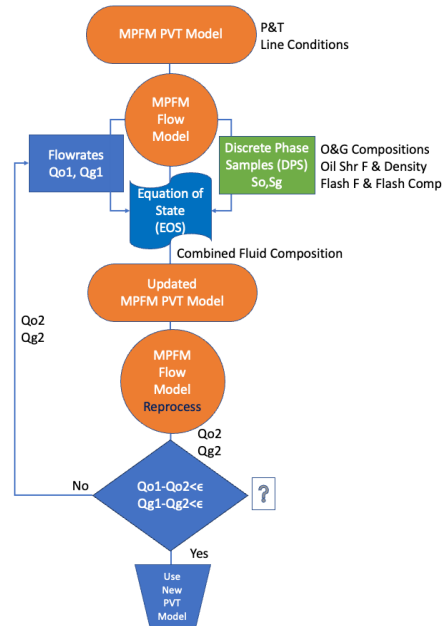 MPFM PVT Model
P&T
Line Conditions
MPFM
Flow
Model
Flowrates
Qo1, Qg1
Discrete Phase
Samples (DPS)
So,Sg
O&G Compositions
Oil Shr F & Density
Flash F & Flash Comp
Equation of
State
(EOS)
Combined Fluid Composition
Updated
MPFM PVT Model
Qo2
Qg2
MPFM
Flow
Model
Reprocess
Qo2
Qg2
No
Qo1-Qo2<ϵ
Qg1-Qg2<ϵ
?
Yes
Use
New
PVT
Model